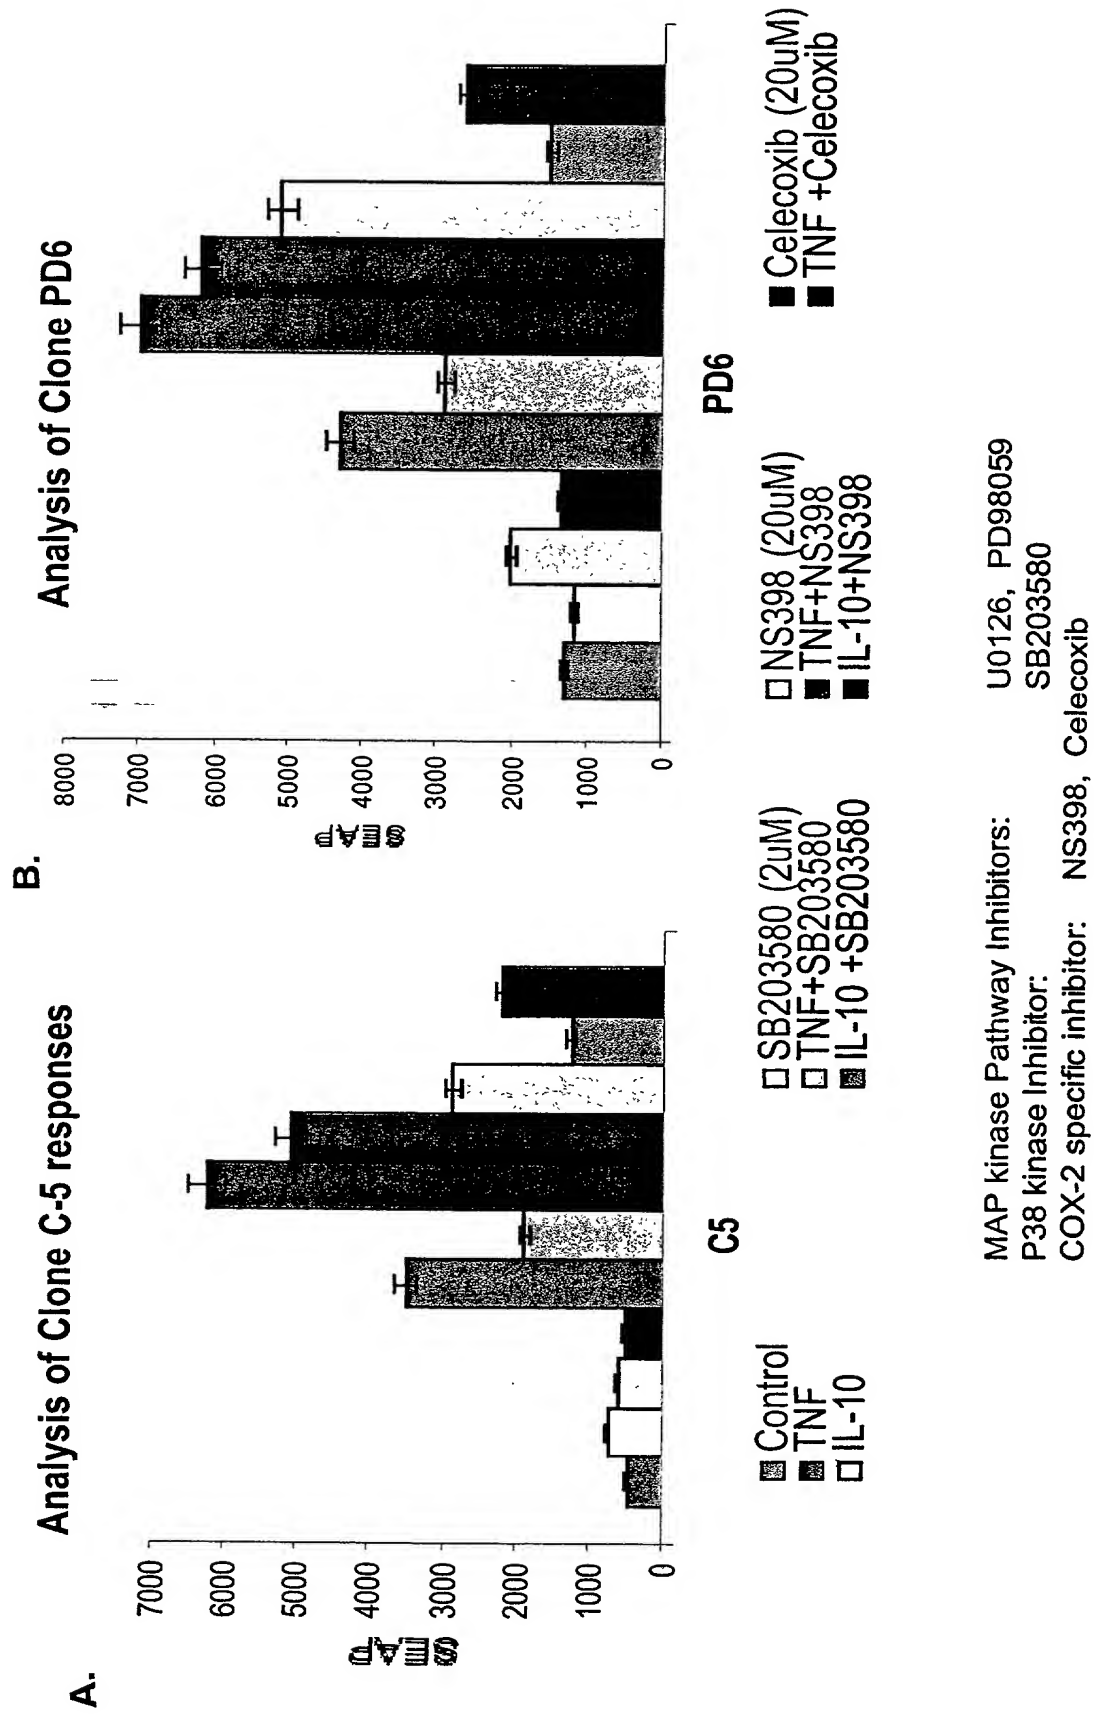 A.
Analysis of Clone C-5 responses
SEAP
7000
6000
5000
4000
3000
2000
1000
0
C5
B.
Analysis of Clone PD6
SEAP
8000
7000
6000
5000
4000
3000
2000
1000
0
PD6
Control
TNF
IL-10
SB203580 (2uM)
TNF+SB203580
IL-10 +SB203580
NS398 (20uM)
TNF+NS398
IL-10+NS398
Celecoxib (20uM)
TNF +Celecoxib
MAP kinase Pathway Inhibitors: U0126, PD98059
P38 kinase Inhibitor: SB203580
COX-2 specific inhibitor: NS398, Celecoxib